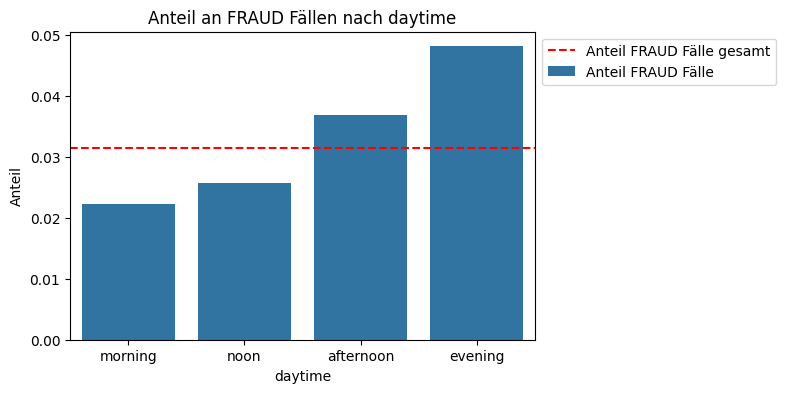 Anteil an FRAUD Fällen nach daytime
Anteil FRAUD Fälle gesamt
Anteil FRAUD Fälle
Anteil
0.05
0.04
0.03
0.02
0.01
0.00
morning noon afternoon evening
daytime